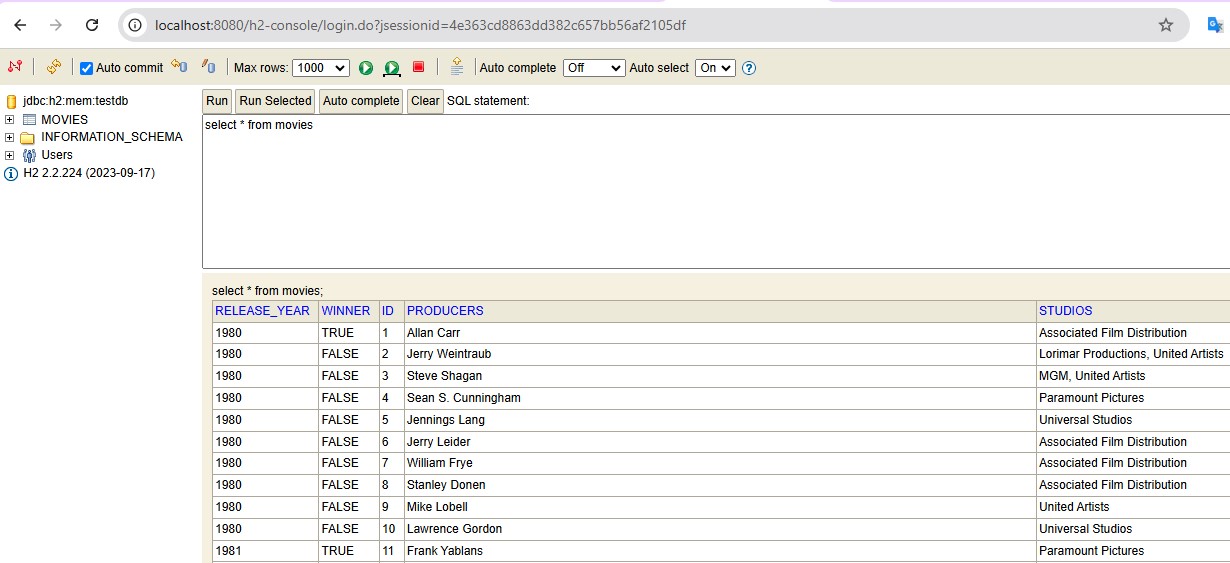 localhost:8080/h2-console/login.do?jsessionid=4e363cd8863dd382c657bb56af2105df
Auto commit Max rows: 1000 Auto complete Off Auto select On
jdbc:h2:mem:testdb
MOVIES
INFORMATION_SCHEMA
Users
H2 2.2.224 (2023-09-17)
Run Run Selected Auto complete Clear SQL statement:
select * from movies
select * from movies;
RELEASE_YEAR WINNER ID PRODUCERS STUDIOS
1980 TRUE 1 Allan Carr Associated Film Distribution
1980 FALSE 2 Jerry Weintraub Lorimar Productions, United Artists
1980 FALSE 3 Steve Shagan MGM, United Artists
1980 FALSE 4 Sean S. Cunningham Paramount Pictures
1980 FALSE 5 Jennings Lang Universal Studios
1980 FALSE 6 Jerry Leider Associated Film Distribution
1980 FALSE 7 William Frye Associated Film Distribution
1980 FALSE 8 Stanley Donen Associated Film Distribution
1980 FALSE 9 Mike Lobell United Artists
1980 FALSE 10 Lawrence Gordon Universal Studios
1981 TRUE 11 Frank Yablans Paramount Pictures